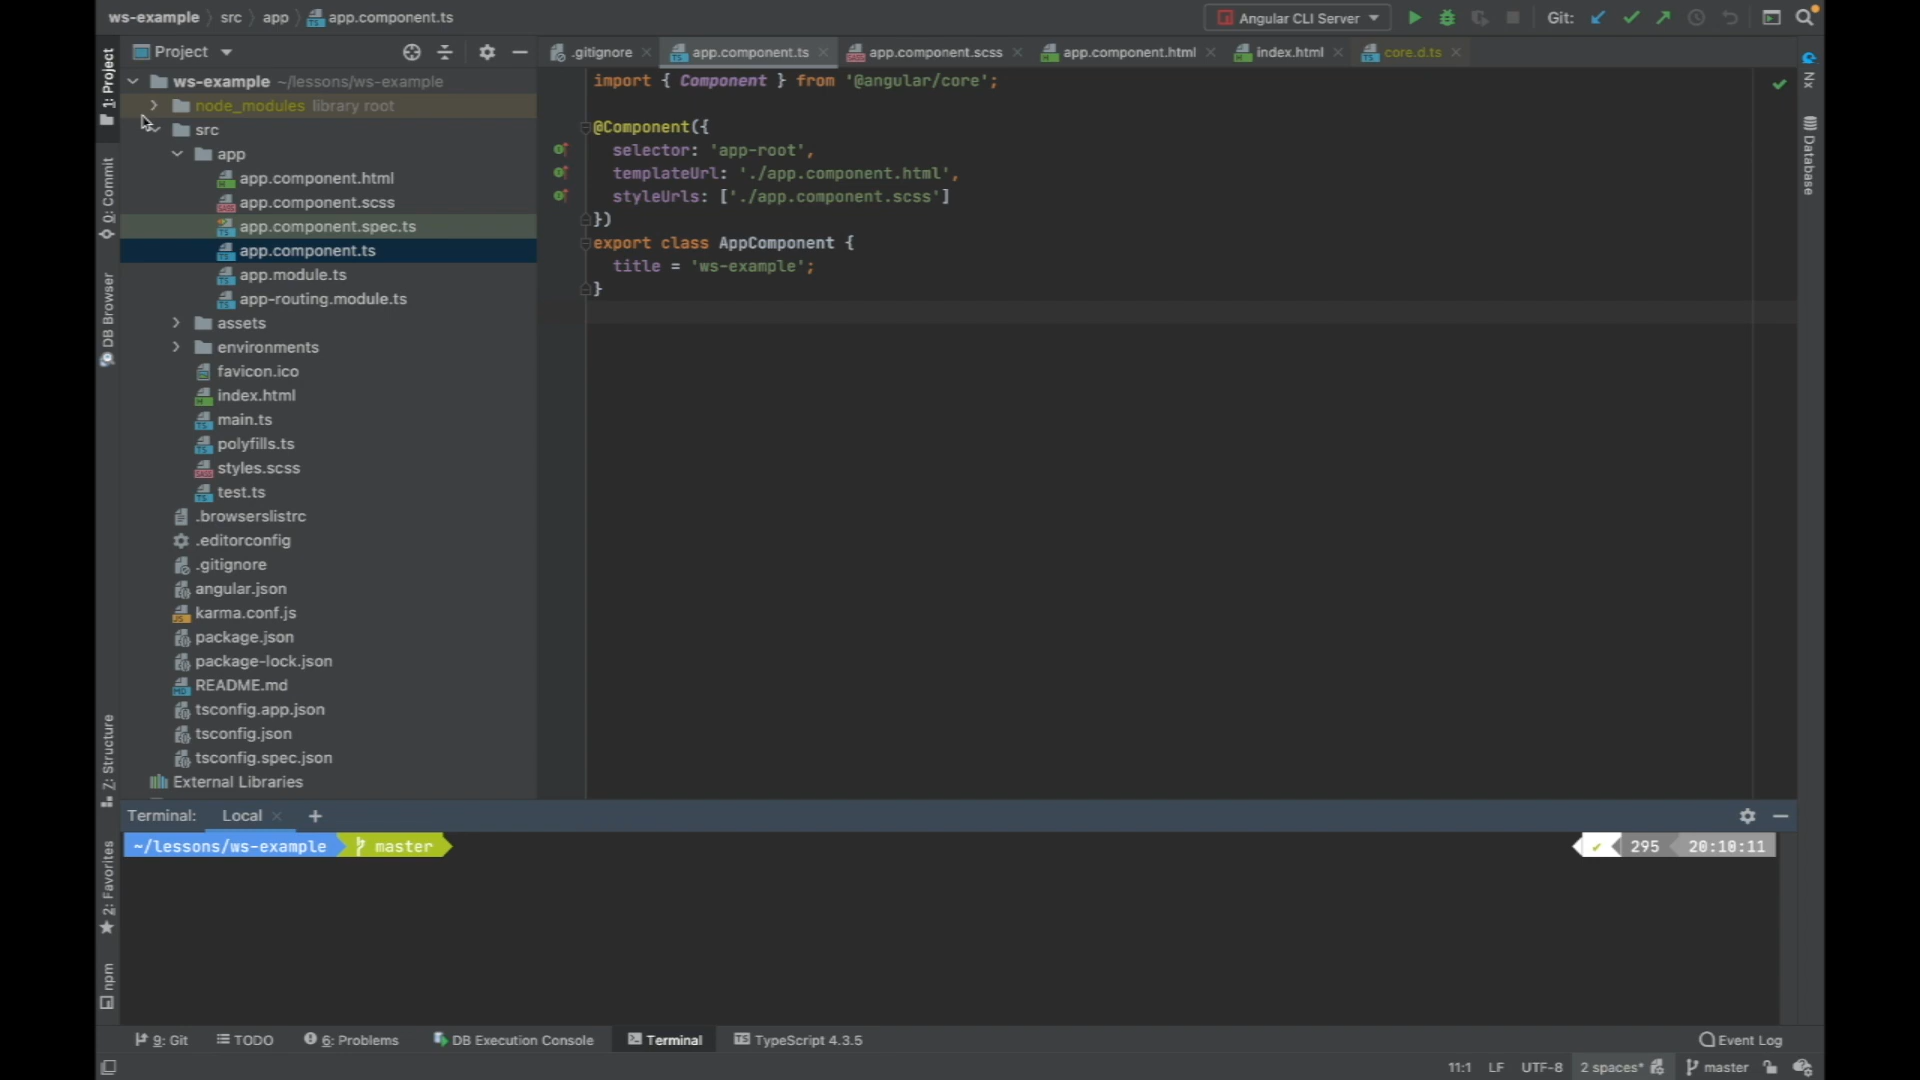 ws-example src app app.component.ts
Angular CLI Server
Git:
1: Project
0: Commit
DB Browser
Z: Structure
2: Favorites
npm
Project
ws-example ~/lessons/ws-example
node_modules library root
src
app
app.component.html
app.component.scss
app.component.spec.ts
app.component.ts
app.module.ts
app-routing.module.ts
assets
environments
favicon.ico
index.html
main.ts
polyfills.ts
styles.scss
test.ts
.browserslistrc
.editorconfig
.gitignore
angular.json
karma.conf.js
package.json
package-lock.json
README.md
tsconfig.app.json
tsconfig.json
tsconfig.spec.json
External Libraries
.gitignore app.component.ts app.component.scss app.component.html index.html core.d.ts
import { Component } from '@angular/core';
@Component({
selector: 'app-root',
templateUrl: './app.component.html',
styleUrls: ['./app.component.scss']
})
export class AppComponent {
title = 'ws-example';
}
Nx
Database
Terminal: Local
~/lessons/ws-example master
295 20:10:11
9: Git TODO 6: Problems DB Execution Console Terminal TypeScript 4.3.5 Event Log
11:1 LF UTF-8 2 spaces* master